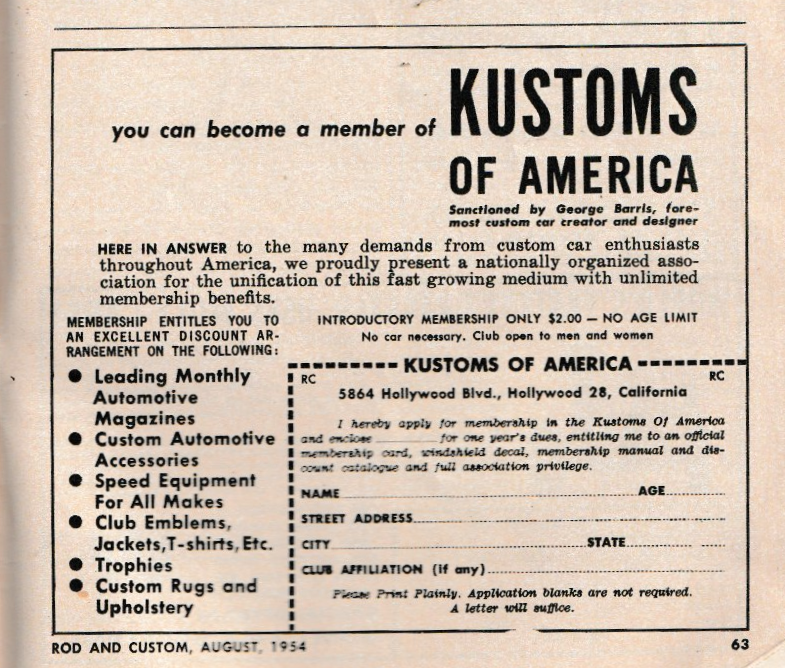 you can become a member of KUSTOMS
OF AMERICA
Sanctioned by George Barris, fore-
most custom car creator and designer
HERE IN ANSWER to the many demands from custom car enthusiasts
throughout America, we proudly present a nationally organized asso-
ciation for the unification of this fast growing medium with unlimited
membership benefits.
MEMBERSHIP ENTITLES YOU TO
AN EXCELLENT DISCOUNT AR-
RANGEMENT ON THE FOLLOWING:
● Leading Monthly
Automotive
Magazines
● Custom Automotive
Accessories
● Speed Equipment
For All Makes
● Club Emblems,
Jackets,T-shirts, Etc.
● Trophies
● Custom Rugs and
Upholstery
INTRODUCTORY MEMBERSHIP ONLY $2.00 — NO AGE LIMIT
No car necessary. Club open to men and women
KUSTOMS OF AMERICA
RC RC
5864 Hollywood Blvd., Hollywood 28, California
I hereby apply for membership in the Kustoms Of America
and enclose ............ for one year's dues, entitling me to an official
membership card, windshield decal, membership manual and dis-
count catalogue and full association privilege.
NAME............ AGE............
STREET ADDRESS............
CITY............ STATE............
CLUB AFFILIATION (if any)............
Please Print Plainly. Application blanks are not required.
A letter will suffice.
ROD AND CUSTOM, AUGUST, 1954 63